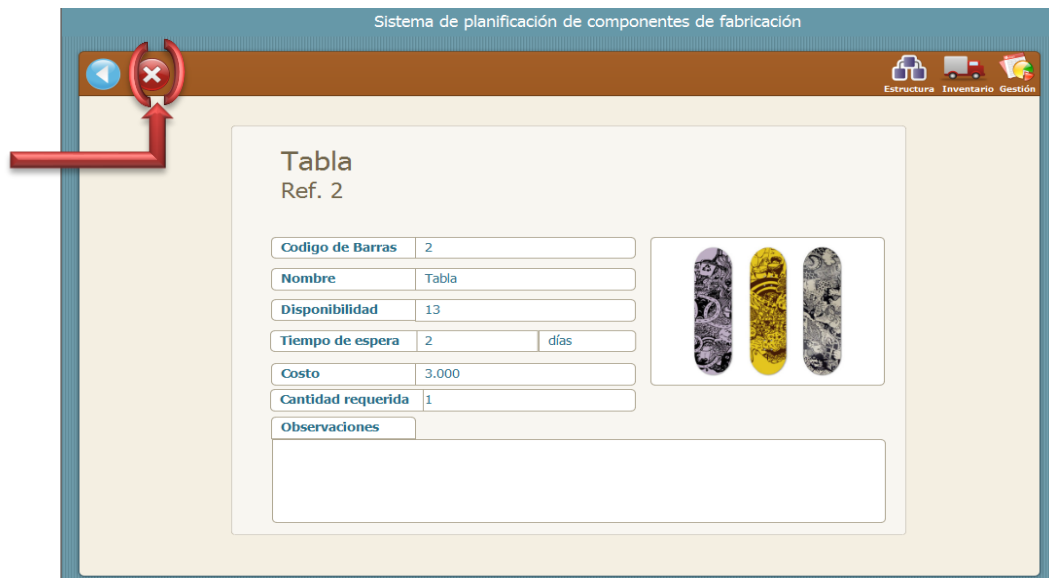 Sistema de planificación de componentes de fabricación
Estructura Inventario Gestión
Tabla
Ref. 2
Codigo de Barras 2
Nombre Tabla
Disponibilidad 13
Tiempo de espera 2 días
Costo 3.000
Cantidad requerida 1
Observaciones